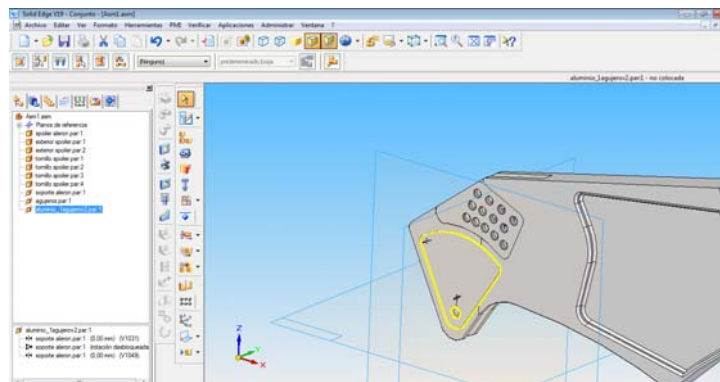 Solid Edge V19 - Conjunto - [Asm1.asm]
Archivo Editar Ver Formato Herramientas PMI Verificar Aplicaciones Administrar Ventana ?
(Ninguno)
aluminio_1agujerov2.par:1 - no colocada
Asm1.asm
Planos de referencia
spoiler aleron.par:1
exterior spoiler.par:1
exterior spoiler.par:2
tornillo spoiler.par:1
tornillo spoiler.par:2
tornillo spoiler.par:3
tornillo spoiler.par:4
soporte aleron.par:1
agujeros.par:1
aluminio_1agujerov2.par:1
aluminio_1agujerov2.par:1
soporte aleron.par:1 (0.00 mm) (V1031)
soporte aleron.par:1 (rotación desbloqueada
soporte aleron.par:1 (0.00 mm) (V1049)
Z
Y
X